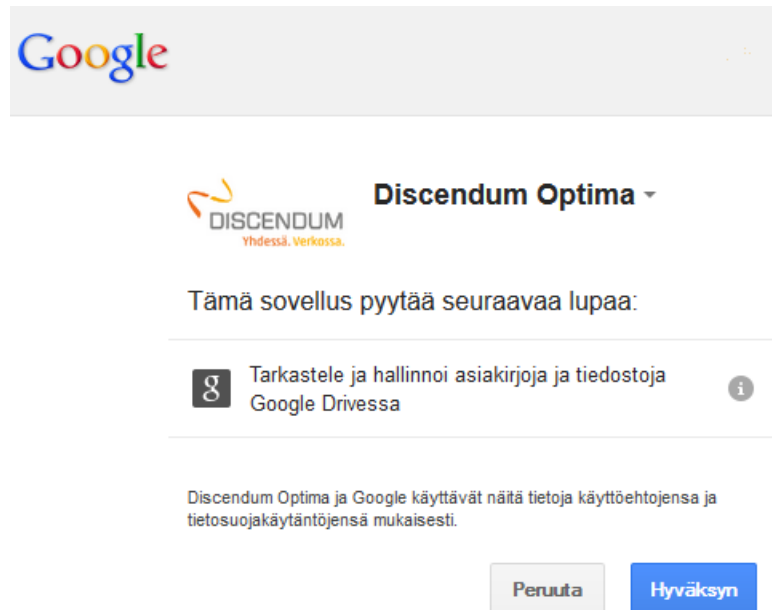 Google
DISCENDUM
Yhdessä. Verkossa.
Discendum Optima
Tämä sovellus pyytää seuraavaa lupaa:
g
Tarkastele ja hallinnoi asiakirjoja ja tiedostoja
Google Drivessa
i
Discendum Optima ja Google käyttävät näitä tietoja käyttöehtojensa ja
tietosuojakäytäntöjensä mukaisesti.
Peruuta
Hyväksyn